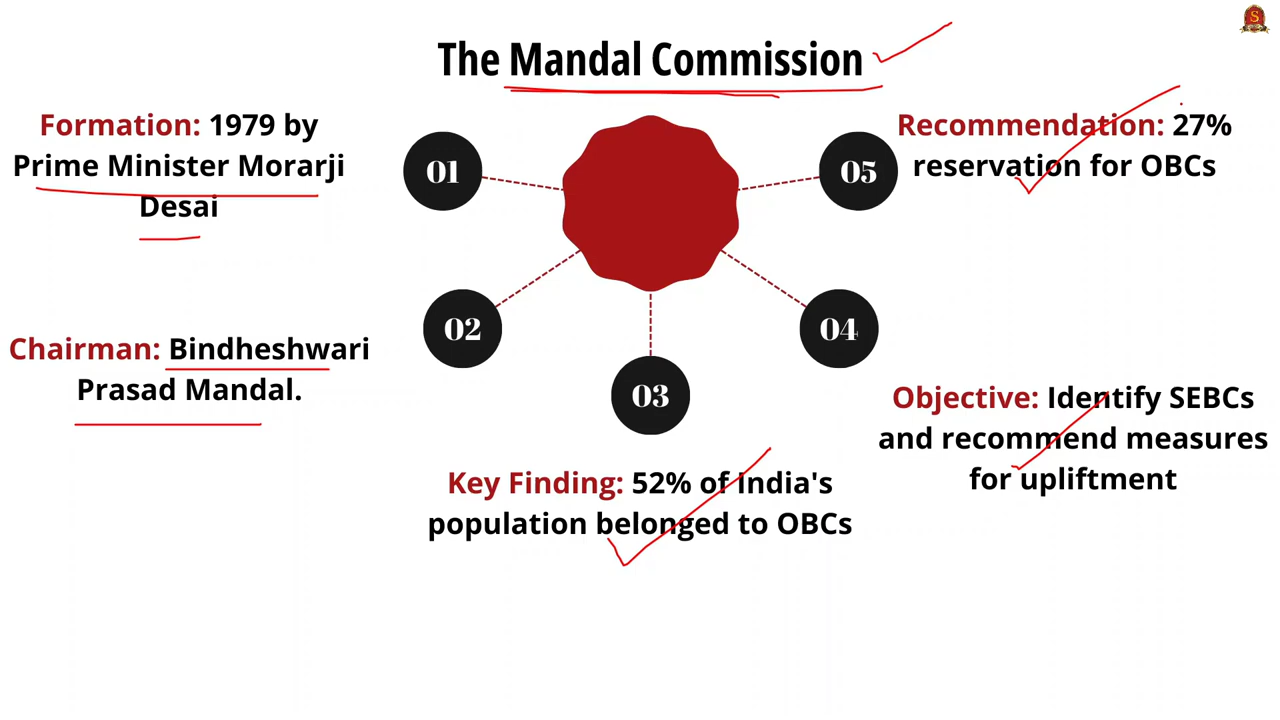 The Mandal Commission
Formation: 1979 by
Prime Minister Morarji
Desai
01
Chairman: Bindheshwari
Prasad Mandal.
02
03
Key Finding: 52% of India's
population belonged to OBCs
04
Objective: Identify SEBCs
and recommend measures
for upliftment
05
Recommendation: 27%
reservation for OBCs
S